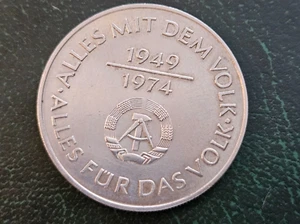 · ALLES MIT DEM VOLK ·
1949
1974
ALLES FÜR DAS VOLK